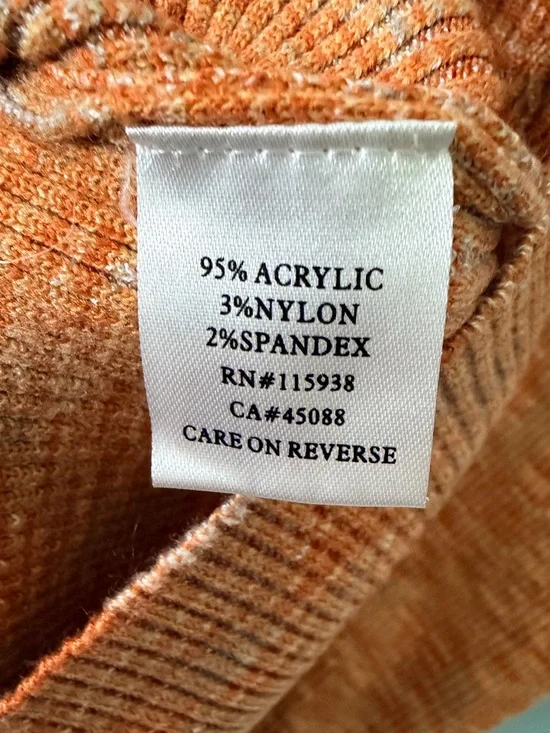 95% ACRYLIC
3%NYLON
2%SPANDEX
RN#115938
CA#45088
CARE ON REVERSE